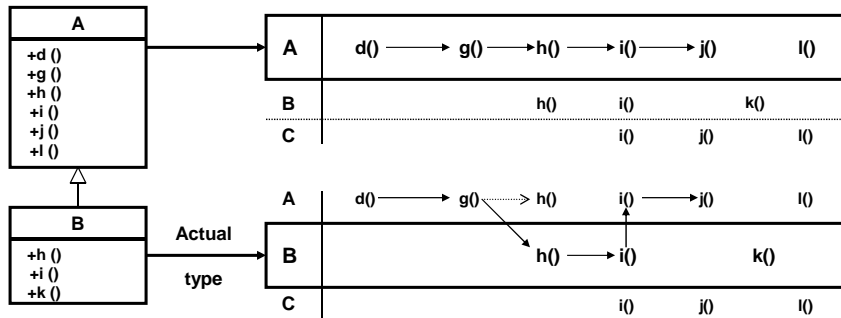 A
+d ()
+g ()
+h ()
+i ()
+j ()
+l ()
B
+h ()
+i ()
+k ()
Actual
type
A d() g() h() i() j() l()
B h() i() k()
C i() j() l()
A d() g() h() i() j() l()
B h() i() k()
C i() j() l()